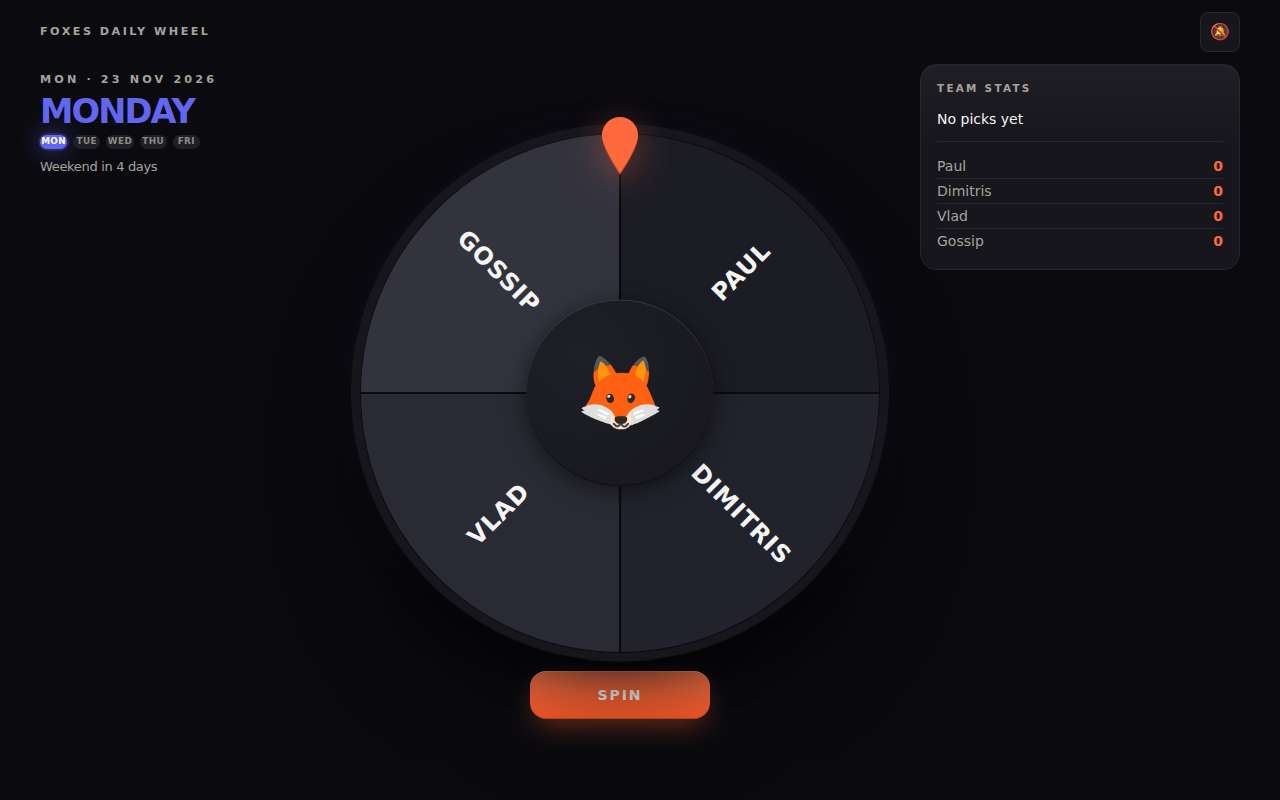 FOXES DAILY WHEEL
MON · 23 NOV 2026
MONDAY
MON TUE WED THU FRI
Weekend in 4 days
TEAM STATS
No picks yet
Paul 0
Dimitris 0
Vlad 0
Gossip 0
GOSSIP
PAUL
VLAD
DIMITRIS
SPIN